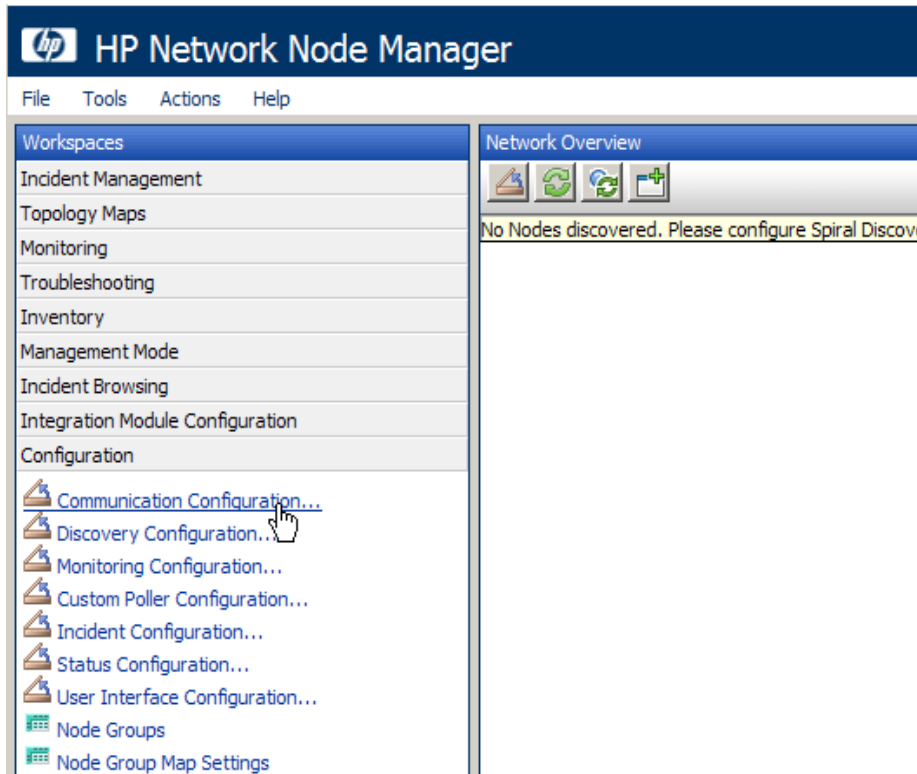 hp HP Network Node Manager
File Tools Actions Help
Workspaces
Incident Management
Topology Maps
Monitoring
Troubleshooting
Inventory
Management Mode
Incident Browsing
Integration Module Configuration
Configuration
Communication Configuration...
Discovery Configuration...
Monitoring Configuration...
Custom Poller Configuration...
Incident Configuration...
Status Configuration...
User Interface Configuration...
Node Groups
Node Group Map Settings
Network Overview
No Nodes discovered. Please configure Spiral Discov